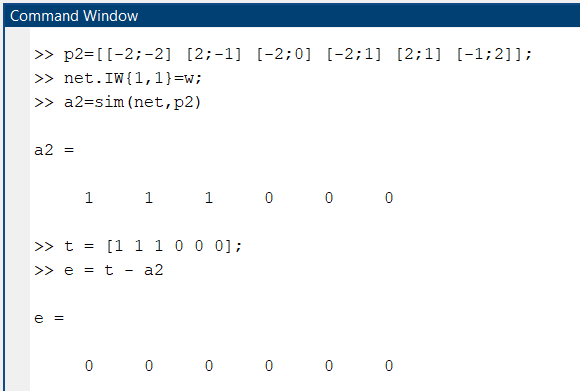 Command Window
>> p2=[[-2;-2] [2;-1] [-2;0] [-2;1] [2;1] [-1;2]];
>> net.IW{1,1}=w;
>> a2=sim(net,p2)
a2 =
1 1 1 0 0 0
>> t = [1 1 1 0 0 0];
>> e = t - a2
e =
0 0 0 0 0 0